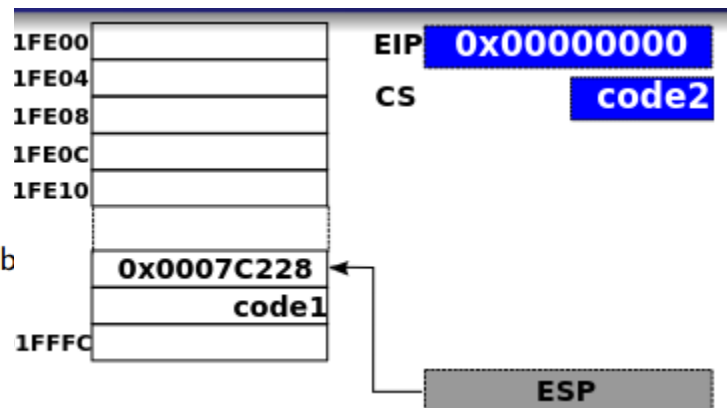 1FE00
1FE04
1FE08
1FE0C
1FE10
b
0x0007C228
code1
1FFFC
EIP 0x00000000
CS code2
ESP